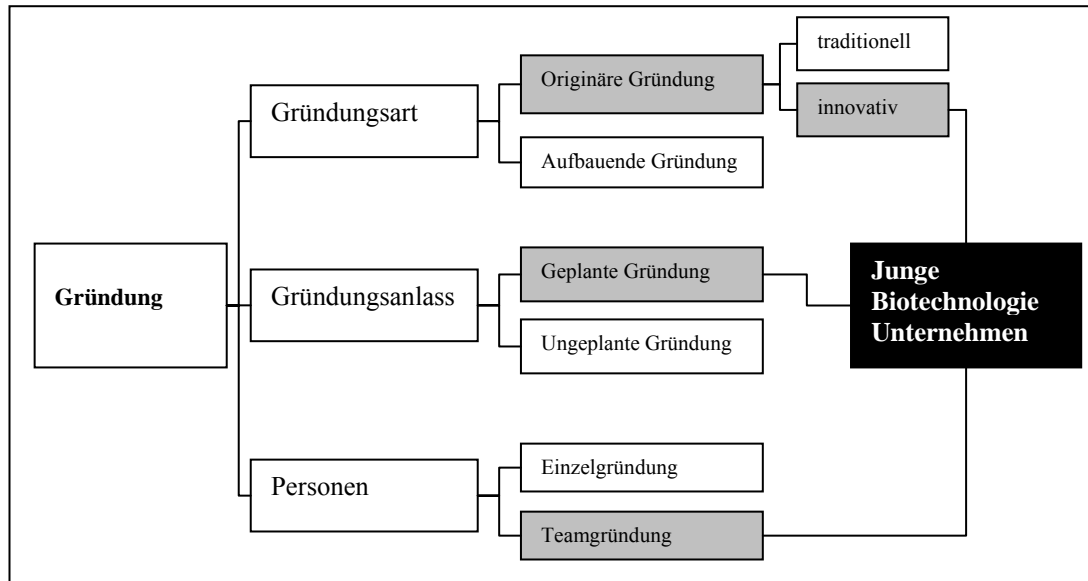 Gründung
Gründungsart
Originäre Gründung
traditionell
innovativ
Aufbauende Gründung
Gründungsanlass
Geplante Gründung
Ungeplante Gründung
Personen
Einzelgründung
Teamgründung
Junge
Biotechnologie
Unternehmen